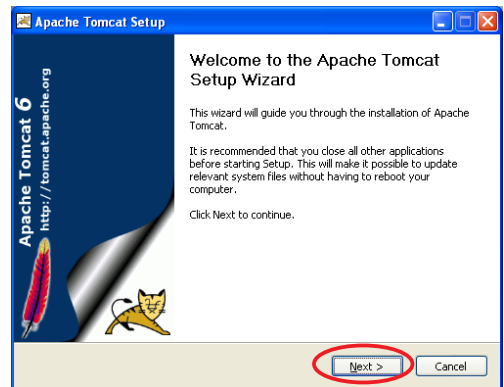 Apache Tomcat Setup
Apache Tomcat 6
http://tomcat.apache.org
Welcome to the Apache Tomcat
Setup Wizard
This wizard will guide you through the installation of Apache
Tomcat.
It is recommended that you close all other applications
before starting Setup. This will make it possible to update
relevant system files without having to reboot your
computer.
Click Next to continue.
Next >
Cancel